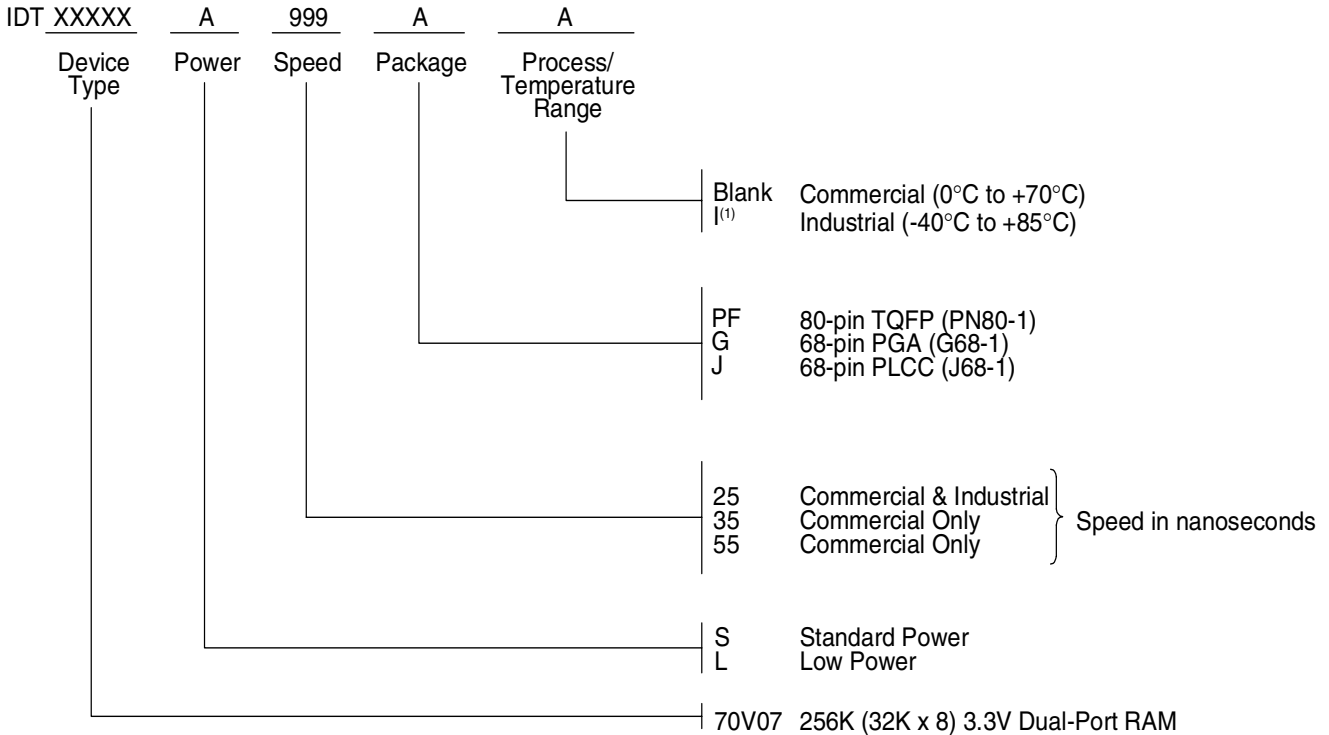 IDT XXXXX A 999 A A
Device Type Power Speed Package Process/ Temperature Range
Blank Commercial (0°C to +70°C)
I(1) Industrial (-40°C to +85°C)
PF 80-pin TQFP (PN80-1)
G 68-pin PGA (G68-1)
J 68-pin PLCC (J68-1)
25 Commercial & Industrial
35 Commercial Only Speed in nanoseconds
55 Commercial Only
S Standard Power
L Low Power
70V07 256K (32K x 8) 3.3V Dual-Port RAM